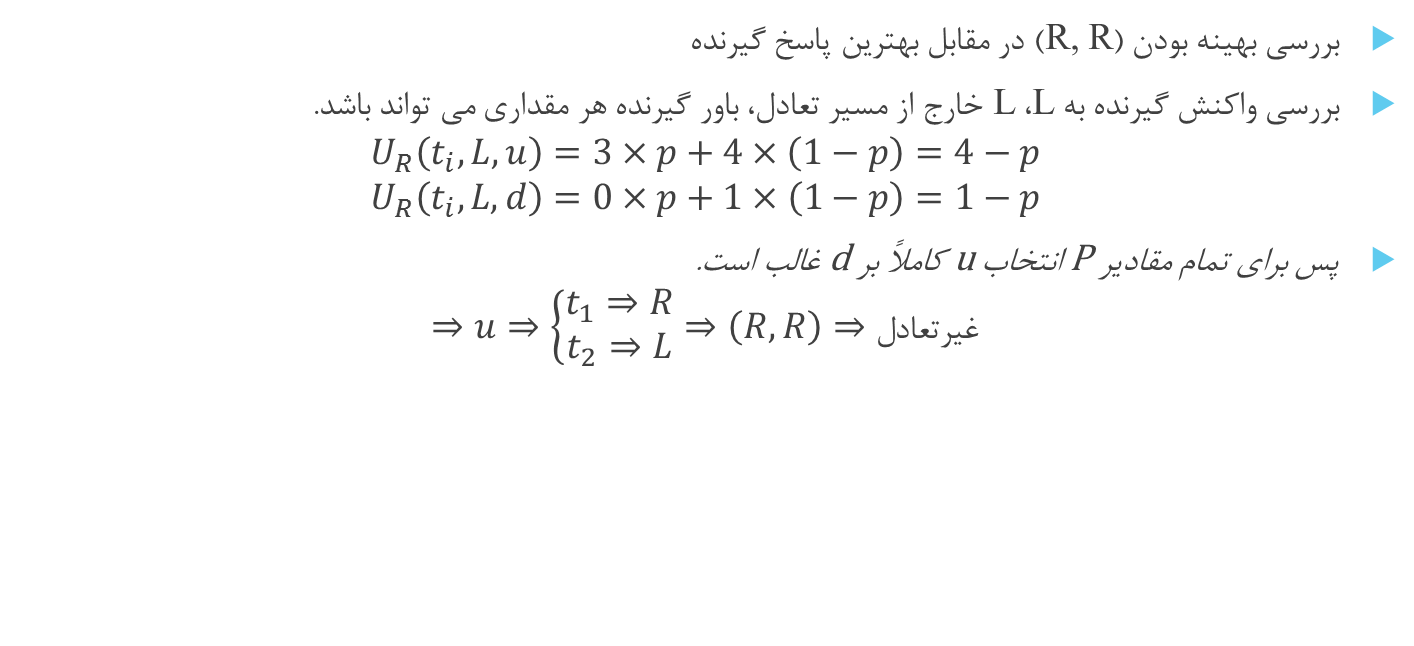 بررسی بهینه بودن (R, R) در مقابل بهترین پاسخ گیرنده
بررسی واکنش گیرنده به L، L خارج از مسیر تعادل، باور گیرنده هر مقداری می تواند باشد.
U_R(t_i, L, u) = 3 × p + 4 × (1 − p) = 4 − p
U_R(t_i, L, d) = 0 × p + 1 × (1 − p) = 1 − p
پس برای تمام مقادیر P انتخاب u کاملاً بر d غالب است.
⇒ u ⇒ { t_1 ⇒ R
t_2 ⇒ L ⇒ (R, R) ⇒ غیرتعادل